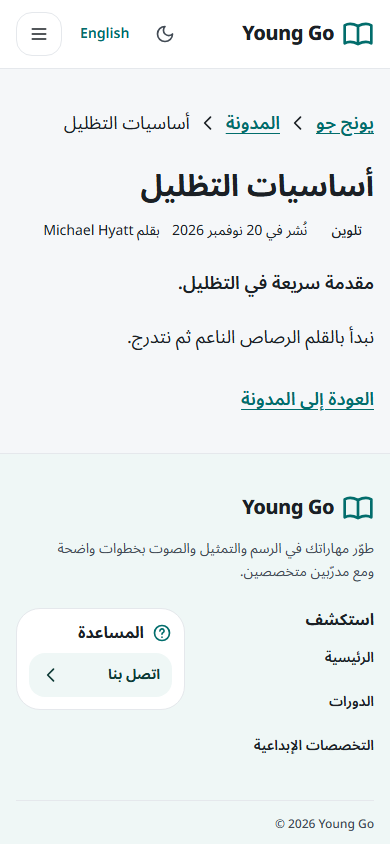 Young Go
English
يونج جو > المدونة > أساسيات التظليل
أساسيات التظليل
تلوين نُشر في 20 نوفمبر 2026 بقلم Michael Hyatt
مقدمة سريعة في التظليل.
نبدأ بالقلم الرصاص الناعم ثم نتدرج.
العودة إلى المدونة
Young Go
طوّر مهاراتك في الرسم والتمثيل والصوت بخطوات واضحة
ومع مدرّبين متخصصين.
استكشف
الرئيسية
الدورات
التخصصات الإبداعية
المساعدة
اتصل بنا
© 2026 Young Go